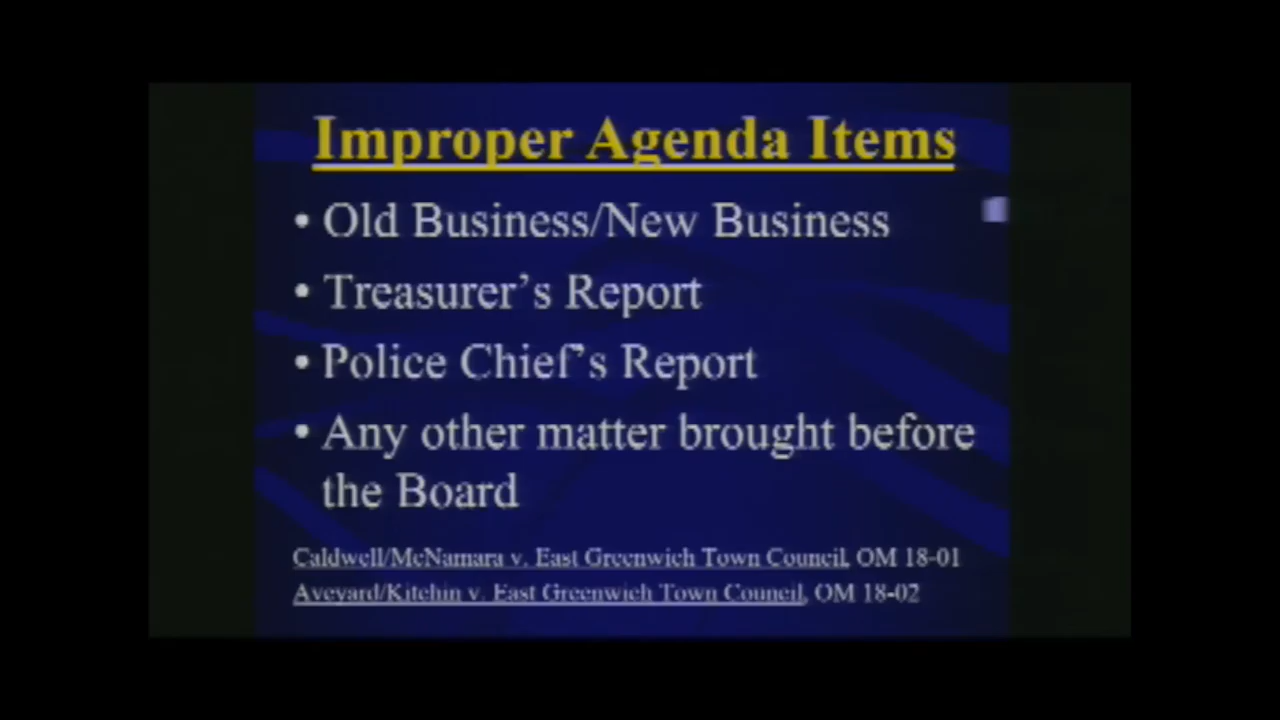 Improper Agenda Items
• Old Business/New Business
• Treasurer's Report
• Police Chief's Report
• Any other matter brought before
the Board
Caldwell/McNamara v. East Greenwich Town Council, OM 18-01
Aveyard/Kitchin v. East Greenwich Town Council, OM 18-02